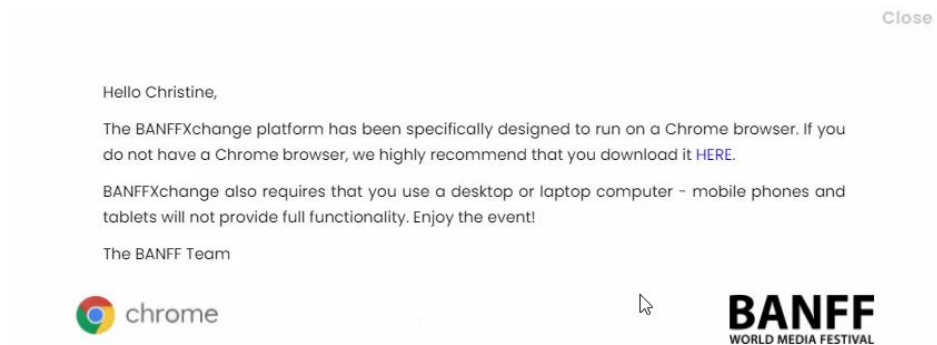 Close
Hello Christine,
The BANFFXchange platform has been specifically designed to run on a Chrome browser. If you
do not have a Chrome browser, we highly recommend that you download it HERE.
BANFFXchange also requires that you use a desktop or laptop computer - mobile phones and
tablets will not provide full functionality. Enjoy the event!
The BANFF Team
chrome
BANFF
WORLD MEDIA FESTIVAL